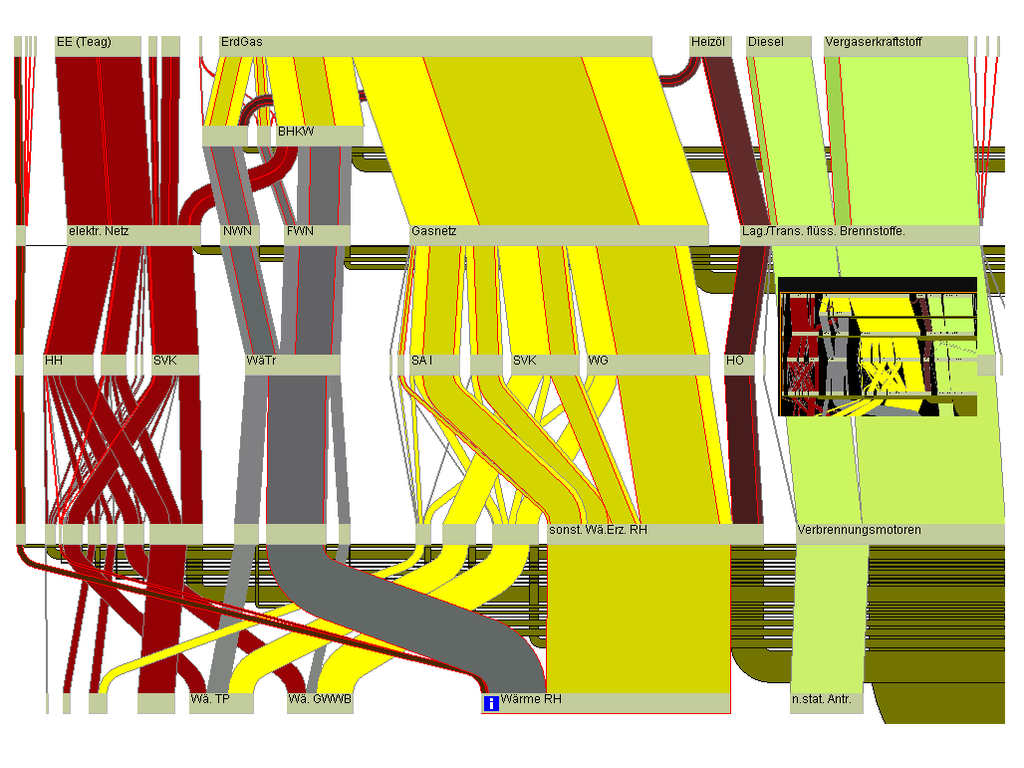 EE (Teag)
ErdGas
Heizöl
Diesel
Vergaserkraftstoff
BHKW
elektr. Netz
NWN
FWN
Gasnetz
Lag./Trans. flüss. Brennstoffe.
HH
SVK
WäTr
SA I
SVK
WG
HO
sonst. Wä.Erz. RH
Verbrennungsmotoren
Wä. TP
Wä. GWWB
i Wärme RH
n.stat. Antr.